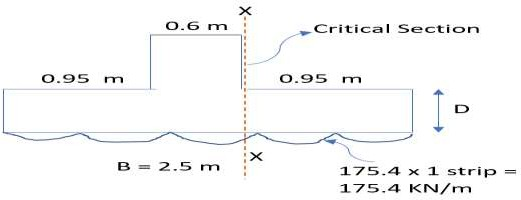 X
0.6 m
Critical Section
0.95 m
0.95 m
D
X
B = 2.5 m
175.4 x 1 strip =
175.4 KN/m